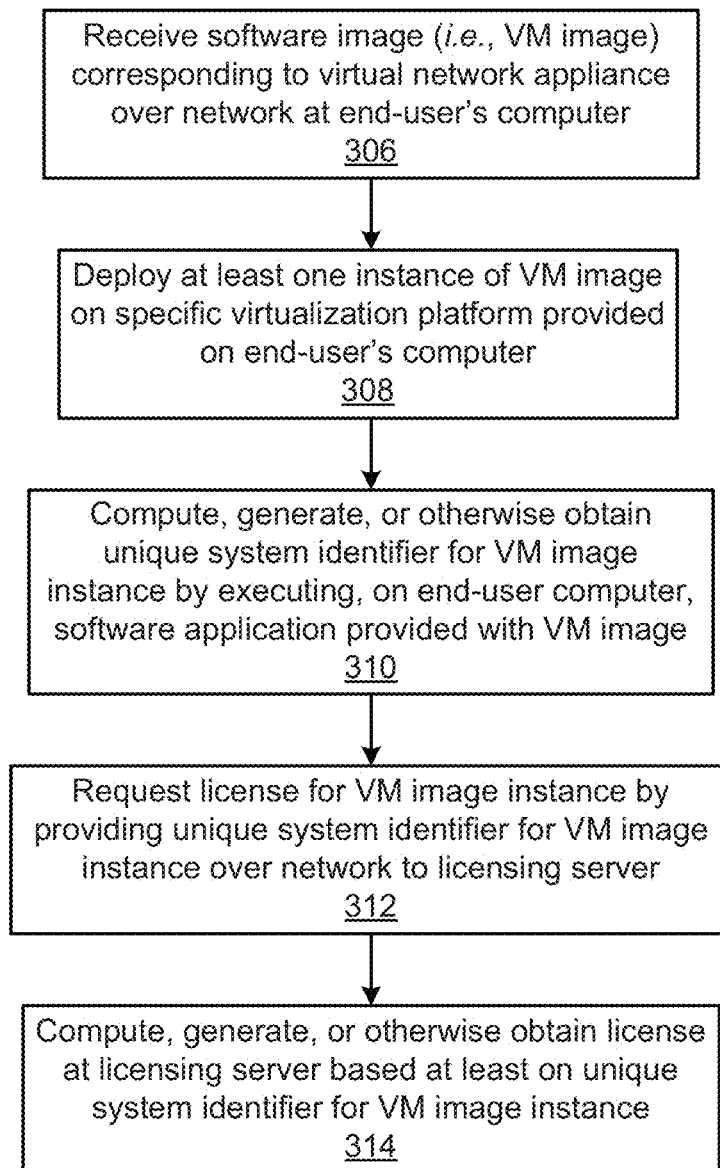 Receive software image (i.e., VM image)
corresponding to virtual network appliance
over network at end-user's computer
306
Deploy at least one instance of VM image
on specific virtualization platform provided
on end-user's computer
308
Compute, generate, or otherwise obtain
unique system identifier for VM image
instance by executing, on end-user computer,
software application provided with VM image
310
Request license for VM image instance by
providing unique system identifier for VM image
instance over network to licensing server
312
Compute, generate, or otherwise obtain license
at licensing server based at least on unique
system identifier for VM image instance
314